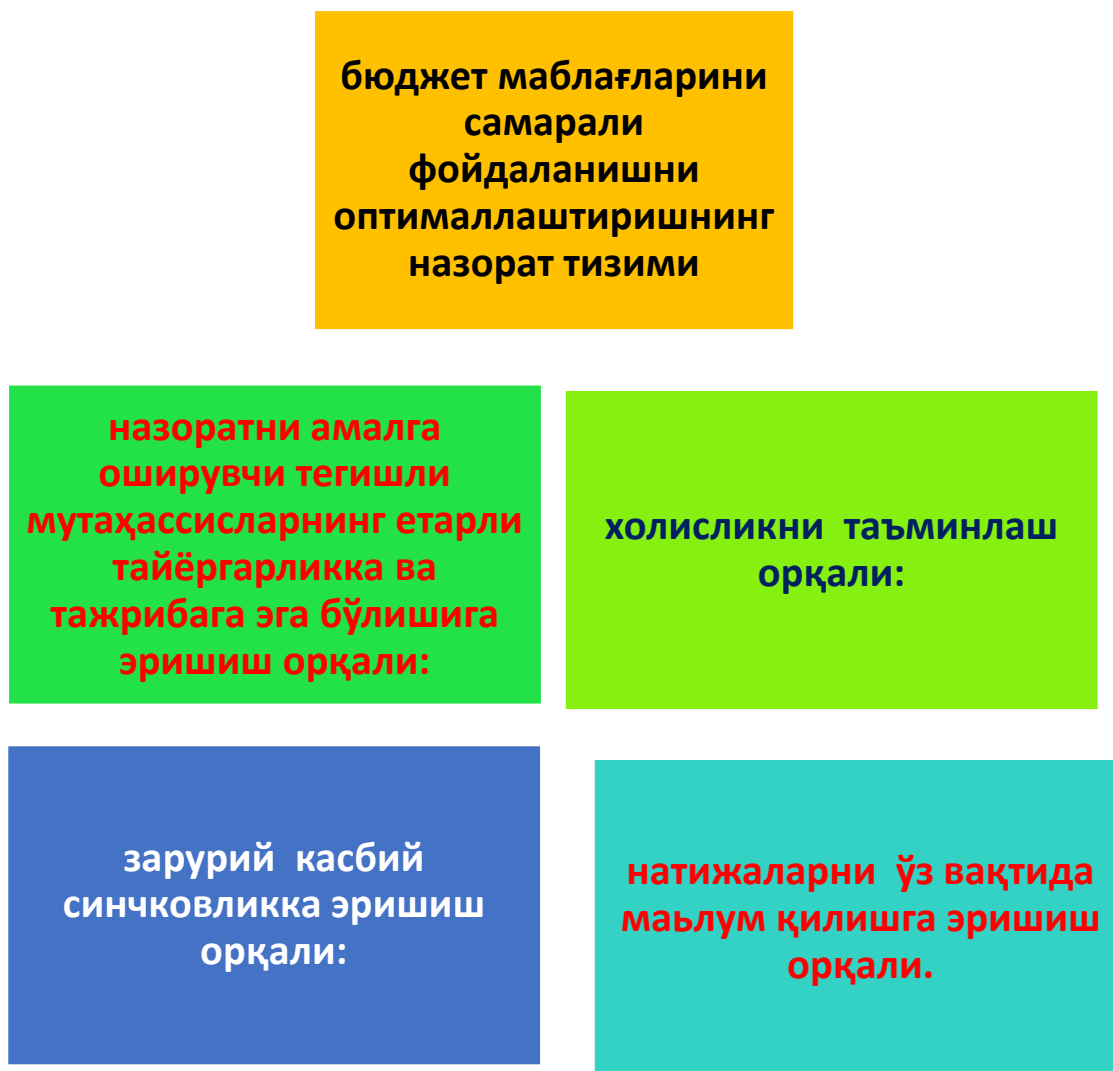 бюджет маблағларини
самарали
фойдаланишни
оптималлаштиришнинг
назорат тизими
назоратни амалга
оширувчи тегишли
мутаҳассисларнинг етарли
тайёргарликка ва
тажрибага эга бўлишига
эришиш орқали:
холисликни таъминлаш
орқали:
зарурий касбий
синчковликка эришиш
орқали:
натижаларни ўз вақтида
маьлум қилишга эришиш
орқали.